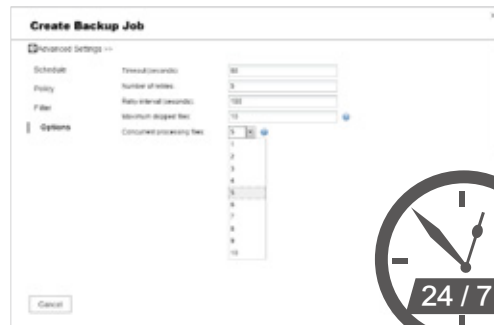 Create Backup Job
Advanced Settings >>
Schedule
Policy
Filter
Options
Timeout (seconds):
Number of retries: 5
Retry interval (seconds):
Maximum skipped files: 10
Concurrent processing files: 5
1
2
3
4
5
6
7
8
9
10
Cancel
24 / 7